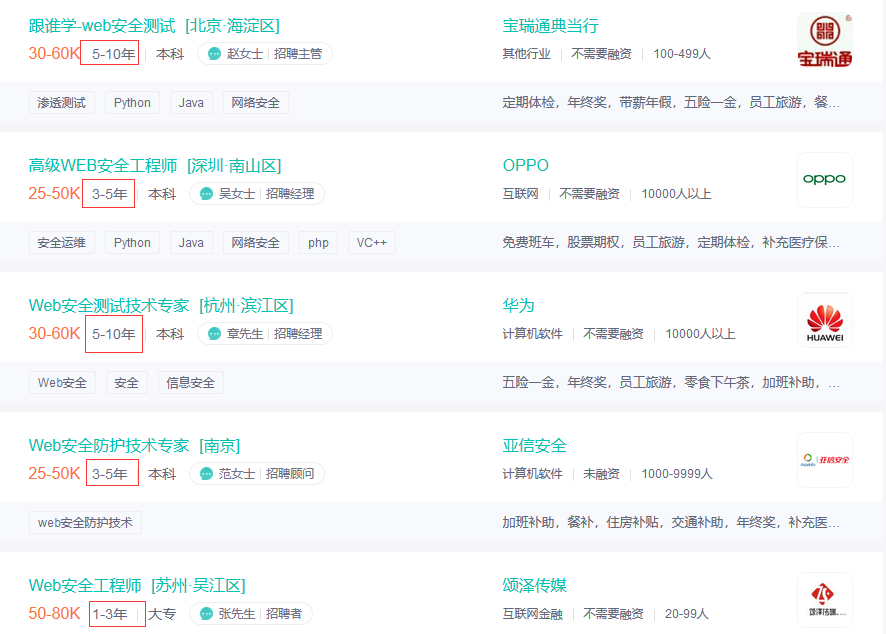 跟谁学-web安全测试 [北京·海淀区]
30-60K 5-10年 本科 赵女士 招聘主管
渗透测试 Python Java 网络安全
宝瑞通典当行
其他行业 不需要融资 100-499人
宝瑞通
定期体检，年终奖，带薪年假，五险一金，员工旅游，餐...
高级WEB安全工程师 [深圳·南山区]
25-50K 3-5年 本科 吴女士 招聘经理
安全运维 Python Java 网络安全 php VC++
OPPO
互联网 不需要融资 10000人以上
oppo
免费班车，股票期权，员工旅游，定期体检，补充医疗保...
Web安全测试技术专家 [杭州·滨江区]
30-60K 5-10年 本科 章先生 招聘经理
Web安全 安全 信息安全
华为
计算机软件 不需要融资 10000人以上
HUAWEI
五险一金，年终奖，员工旅游，零食下午茶，加班补助，...
Web安全防护技术专家 [南京]
25-50K 3-5年 本科 范女士 招聘顾问
web安全防护技术
亚信安全
计算机软件 未融资 1000-9999人
AsiaInfo 亚信安全
加班补助，餐补，住房补贴，交通补助，年终奖，补充医...
Web安全工程师 [苏州·吴江区]
50-80K 1-3年 大专 张先生 招聘者
颂泽传媒
互联网金融 不需要融资 20-99人
颂泽传媒